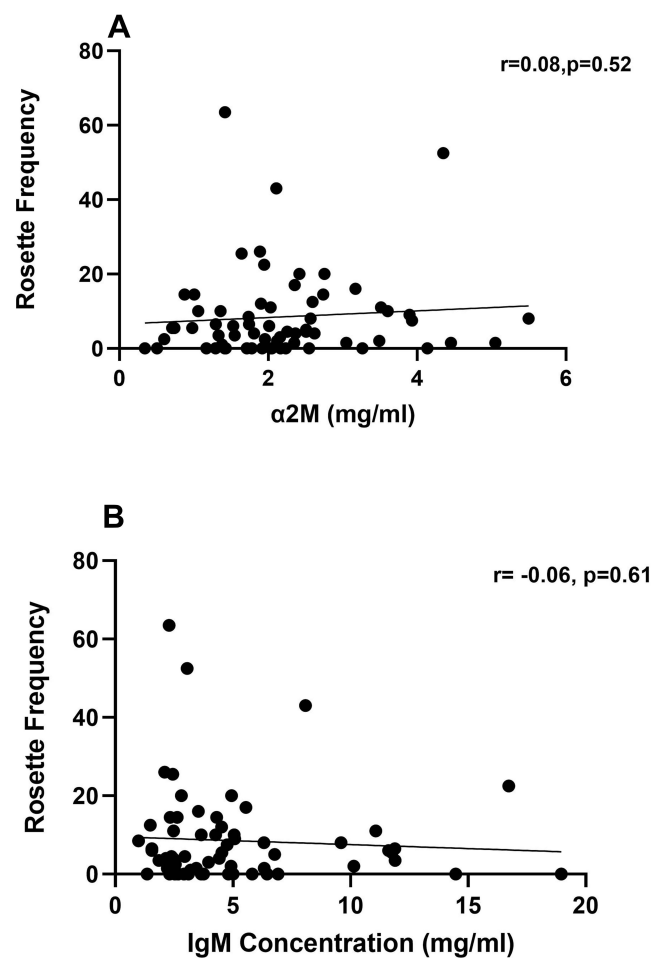 A
r=0.08,p=0.52
Rosette Frequency
80
60
40
20
0
0 2 4 6
α2M (mg/ml)
B
r= -0.06, p=0.61
Rosette Frequency
80
60
40
20
0
0 5 10 15 20
IgM Concentration (mg/ml)